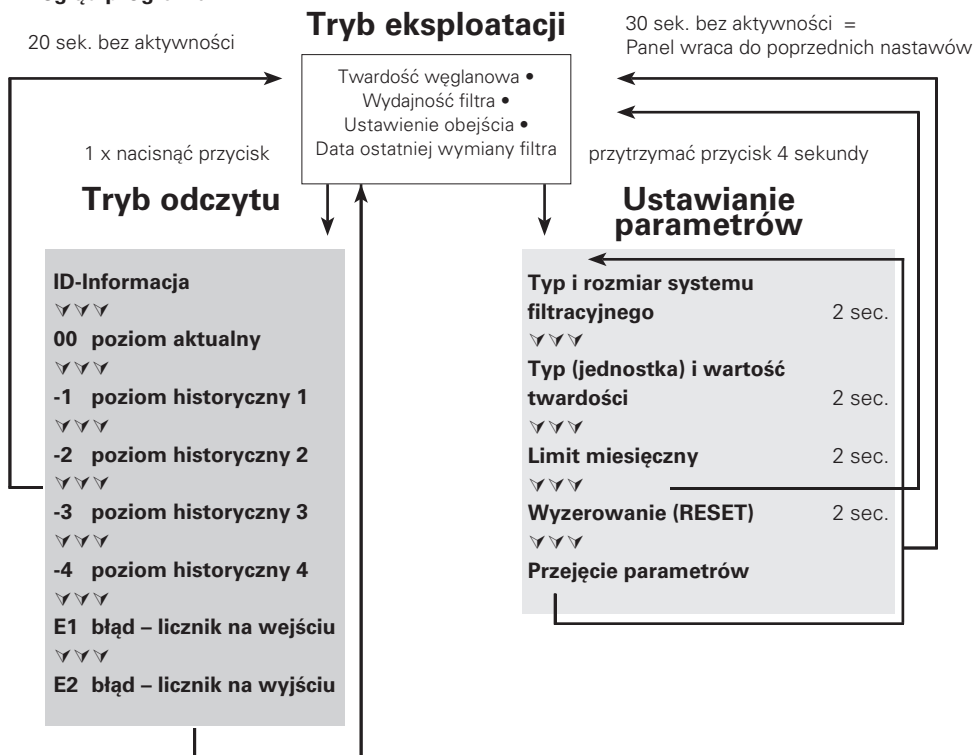 Tryb eksploatacji
20 sek. bez aktywności
30 sek. bez aktywności =
Panel wraca do poprzednich nastawów
Twardość węglanowa •
Wydajność filtra •
Ustawienie obejścia •
Data ostatniej wymiany filtra
1 x nacisnąć przycisk
przytrzymać przycisk 4 sekundy
Tryb odczytu
ID-Informacja
00 poziom aktualny
-1 poziom historyczny 1
-2 poziom historyczny 2
-3 poziom historyczny 3
-4 poziom historyczny 4
E1 błąd – licznik na wejściu
E2 błąd – licznik na wyjściu
Ustawianie
parametrów
Typ i rozmiar systemu
filtracyjnego 2 sec.
Typ (jednostka) i wartość
twardości 2 sec.
Limit miesięczny 2 sec.
Wyzerowanie (RESET) 2 sec.
Przejęcie parametrów